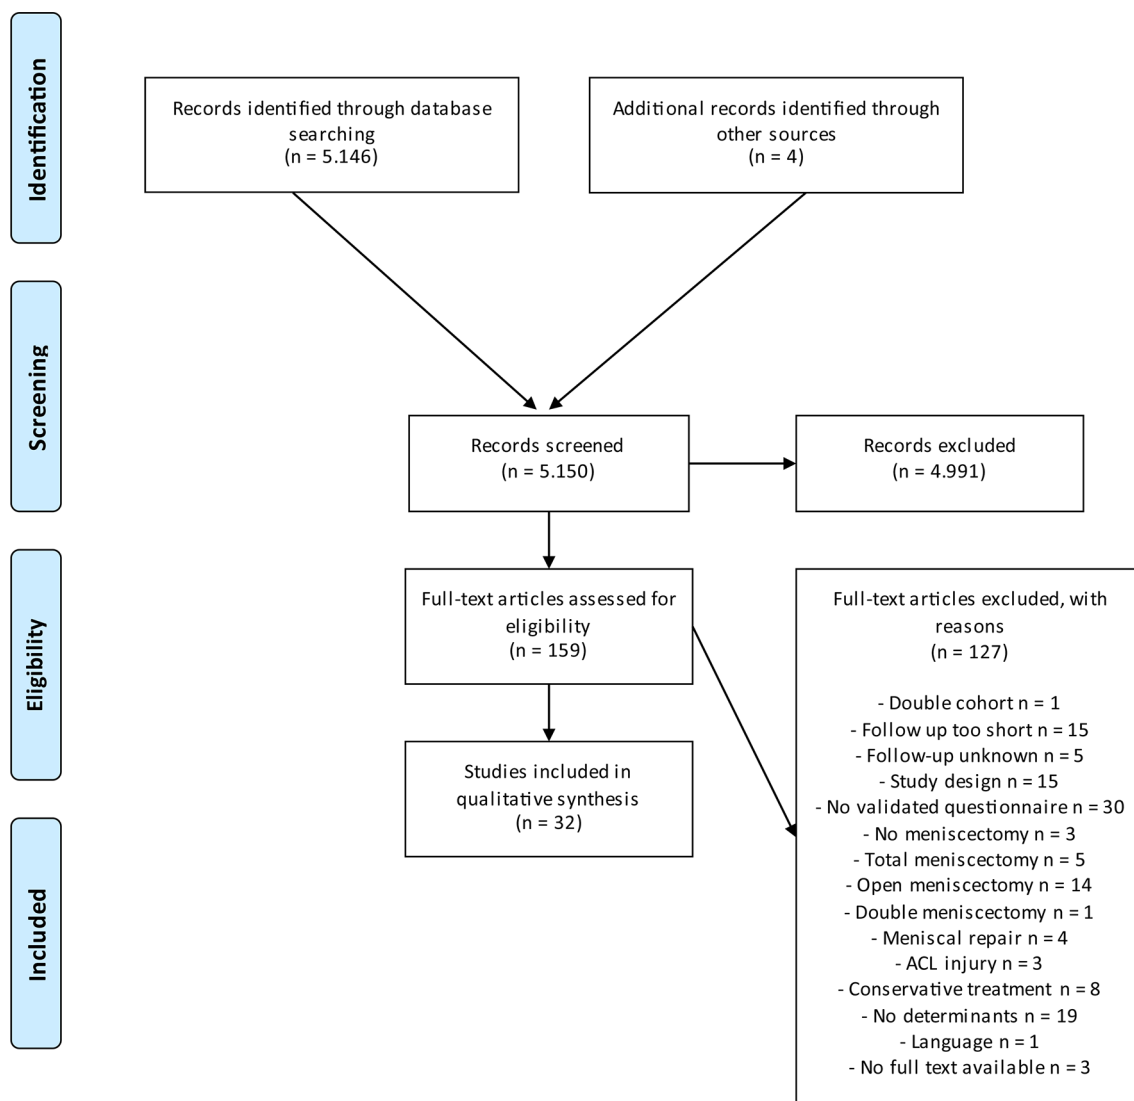 Identification
Records identified through database
searching
(n = 5.146)
Additional records identified through
other sources
(n = 4)
Screening
Records screened
(n = 5.150)
Records excluded
(n = 4.991)
Eligibility
Full-text articles assessed for
eligibility
(n = 159)
Full-text articles excluded, with
reasons
(n = 127)
- Double cohort n = 1
- Follow up too short n = 15
- Follow-up unknown n = 5
- Study design n = 15
- No validated questionnaire n = 30
- No meniscectomy n = 3
- Total meniscectomy n = 5
- Open meniscectomy n = 14
- Double meniscectomy n = 1
- Meniscal repair n = 4
- ACL injury n = 3
- Conservative treatment n = 8
- No determinants n = 19
- Language n = 1
- No full text available n = 3
Studies included in
qualitative synthesis
(n = 32)
Included